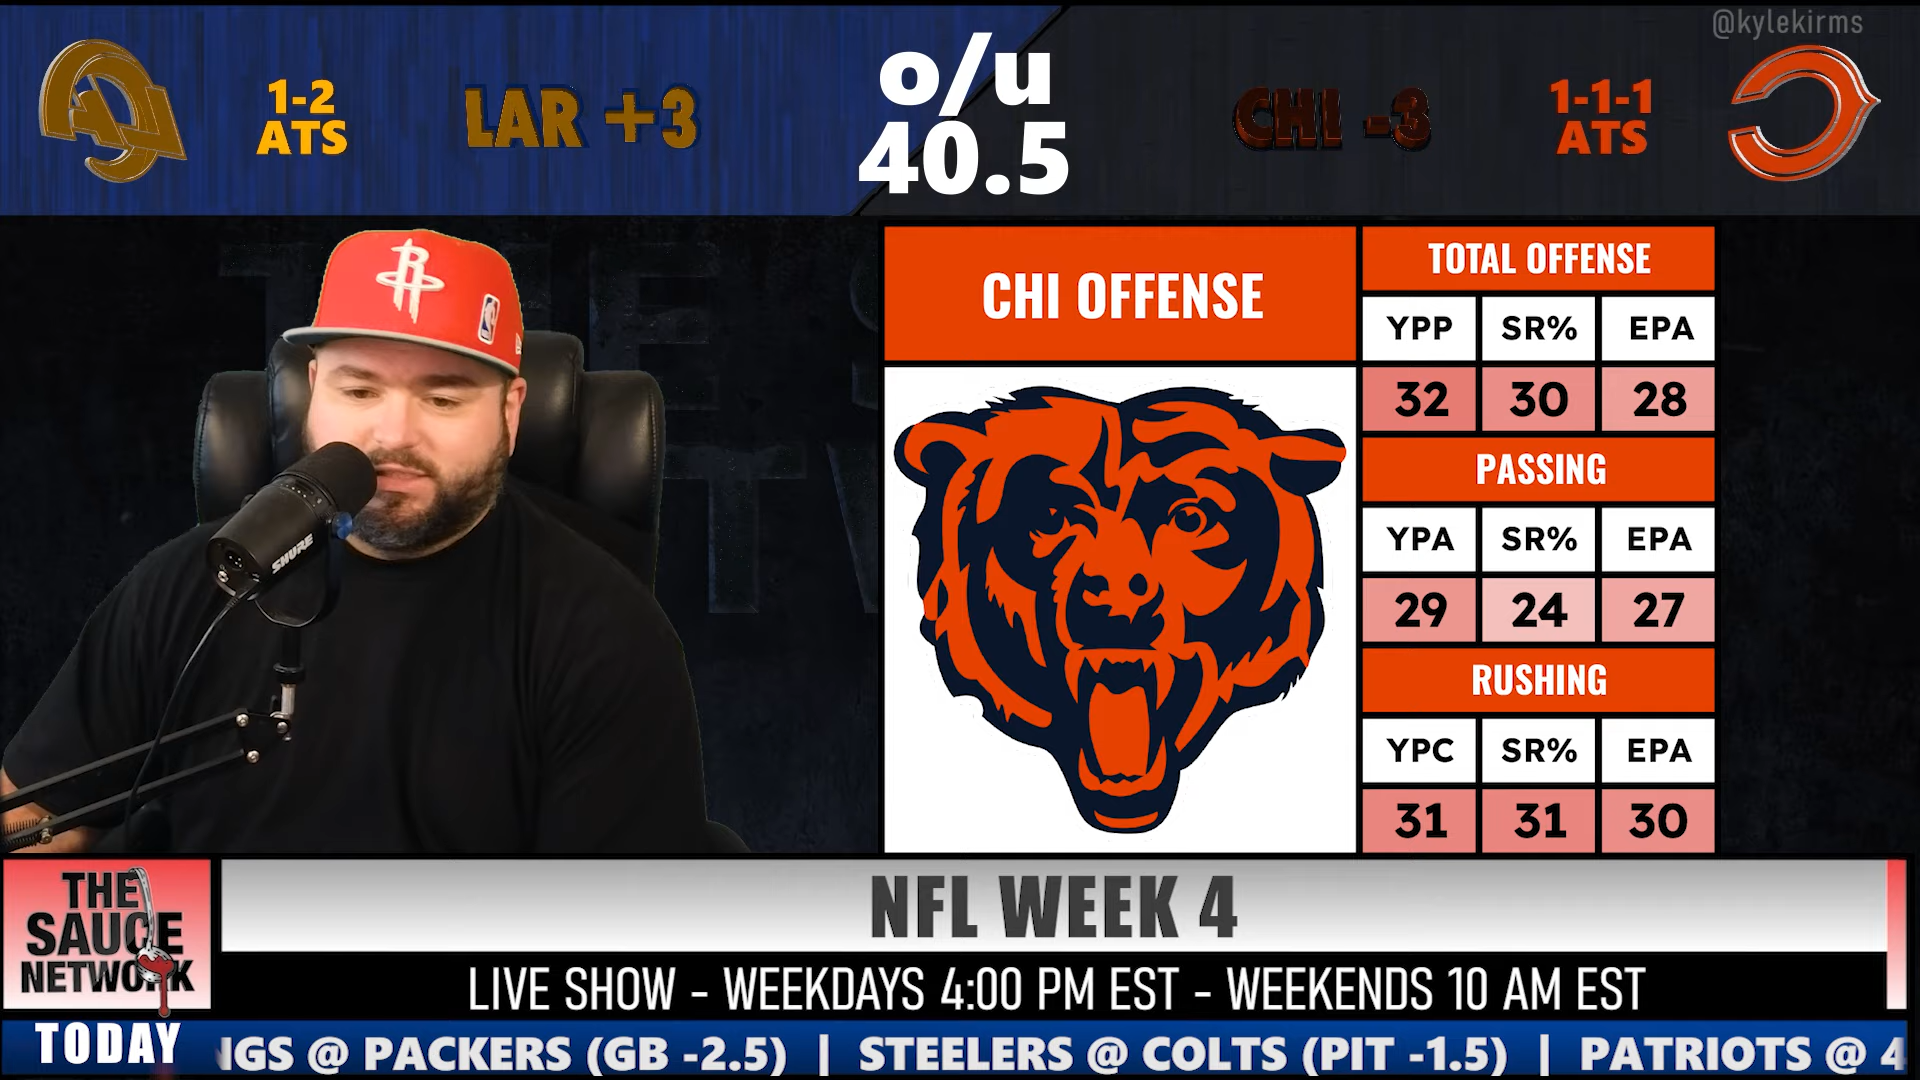 @kylekirms
1-2
ATS
LAR +3
o/u
40.5
CHI -3
1-1-1
ATS
CHI OFFENSE
TOTAL OFFENSE
YPP SR% EPA
32 30 28
PASSING
YPA SR% EPA
29 24 27
RUSHING
YPC SR% EPA
31 31 30
R
SHURE
THE
SAUCE
NETWORK
NFL WEEK 4
LIVE SHOW - WEEKDAYS 4:00 PM EST - WEEKENDS 10 AM EST
TODAY
NGS @ PACKERS (GB -2.5) | STEELERS @ COLTS (PIT -1.5) | PATRIOTS @ 4